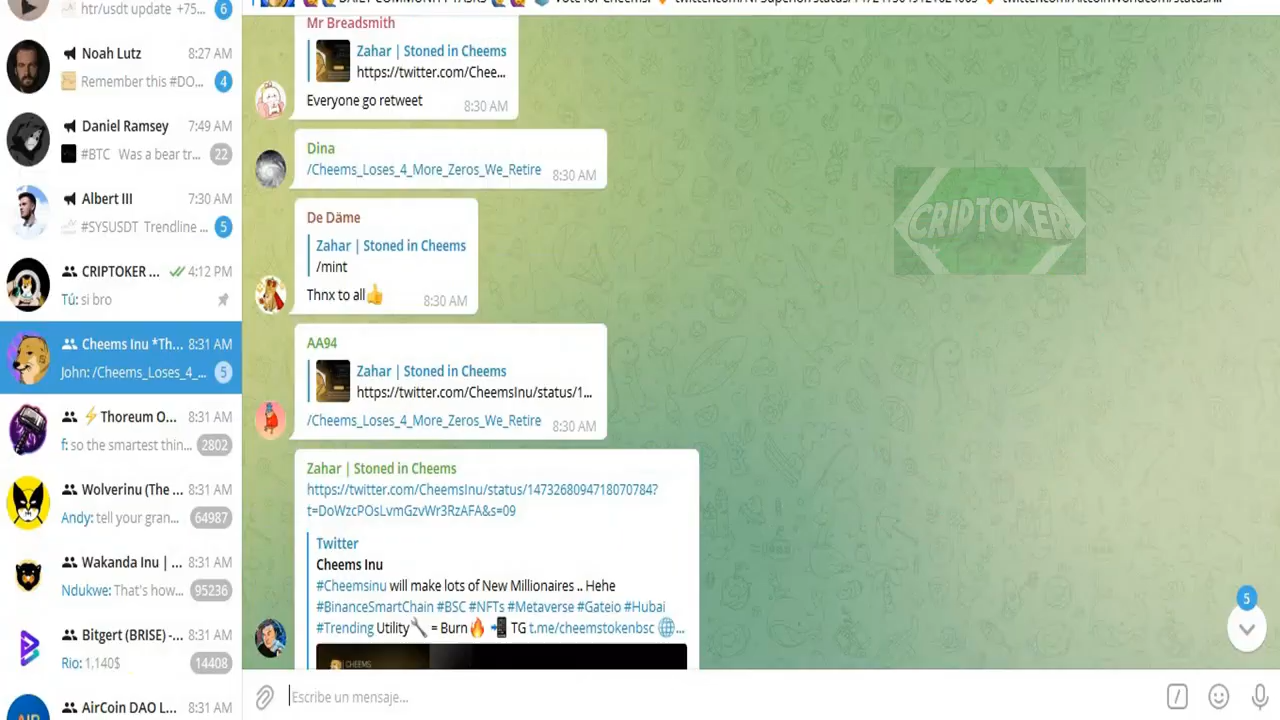 htr/usdt update +75... 6
Noah Lutz 8:27 AM
Remember this #DO... 4
Daniel Ramsey 7:49 AM
#BTC Was a bear tr... 22
Albert III 7:30 AM
#SYSUSDT Trendline ... 5
CRIPTOKER ... 4:12 PM
Tú: si bro
Cheems Inu *Th... 8:31 AM
John: /Cheems_Loses_4_... 5
⚡Thoreum O... 8:31 AM
f: so the smartest thin... 2802
Wolverinu (The ... 8:31 AM
Andy: tell your gran... 64987
Wakanda Inu | ... 8:31 AM
Ndukwe: That's how... 95236
Bitgert (BRISE) -... 8:31 AM
Rio: 1,140$ 14408
AirCoin DAO L... 8:31 AM
Mr Breadsmith
Zahar | Stoned in Cheems
https://twitter.com/Chee...
Everyone go retweet 8:30 AM
Dina
/Cheems_Loses_4_More_Zeros_We_Retire 8:30 AM
De Däme
Zahar | Stoned in Cheems
/mint
Thnx to all👍 8:30 AM
AA94
Zahar | Stoned in Cheems
https://twitter.com/CheemsInu/status/1...
/Cheems_Loses_4_More_Zeros_We_Retire 8:30 AM
Zahar | Stoned in Cheems
https://twitter.com/CheemsInu/status/1473268094718070784?
t=DoWzcPOsLvmGzvWr3RzAFA&s=09
Twitter
Cheems Inu
#Cheemsinu will make lots of New Millionaires .. Hehe
#BinanceSmartChain #BSC #NFTs #Metaverse #Gateio #Hubai
#Trending Utility🔧 = Burn🔥 📲 TG t.me/cheemstokenbsc 🌐...
CHEEMS
CRIPTOKER
5
Escribe un mensaje...